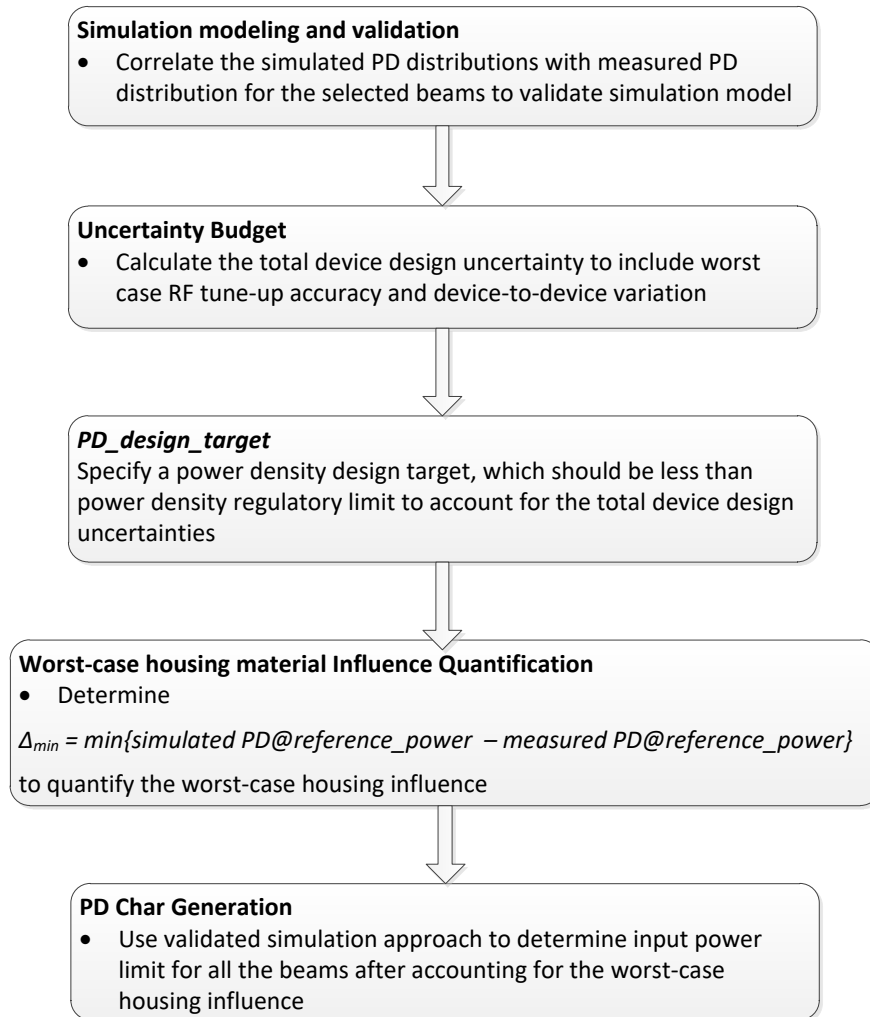 Simulation modeling and validation
• Correlate the simulated PD distributions with measured PD
distribution for the selected beams to validate simulation model
Uncertainty Budget
• Calculate the total device design uncertainty to include worst
case RF tune-up accuracy and device-to-device variation
PD_design_target
Specify a power density design target, which should be less than
power density regulatory limit to account for the total device design
uncertainties
Worst-case housing material Influence Quantification
• Determine
Δmin = min{simulated PD@reference_power – measured PD@reference_power}
to quantify the worst-case housing influence
PD Char Generation
• Use validated simulation approach to determine input power
limit for all the beams after accounting for the worst-case
housing influence